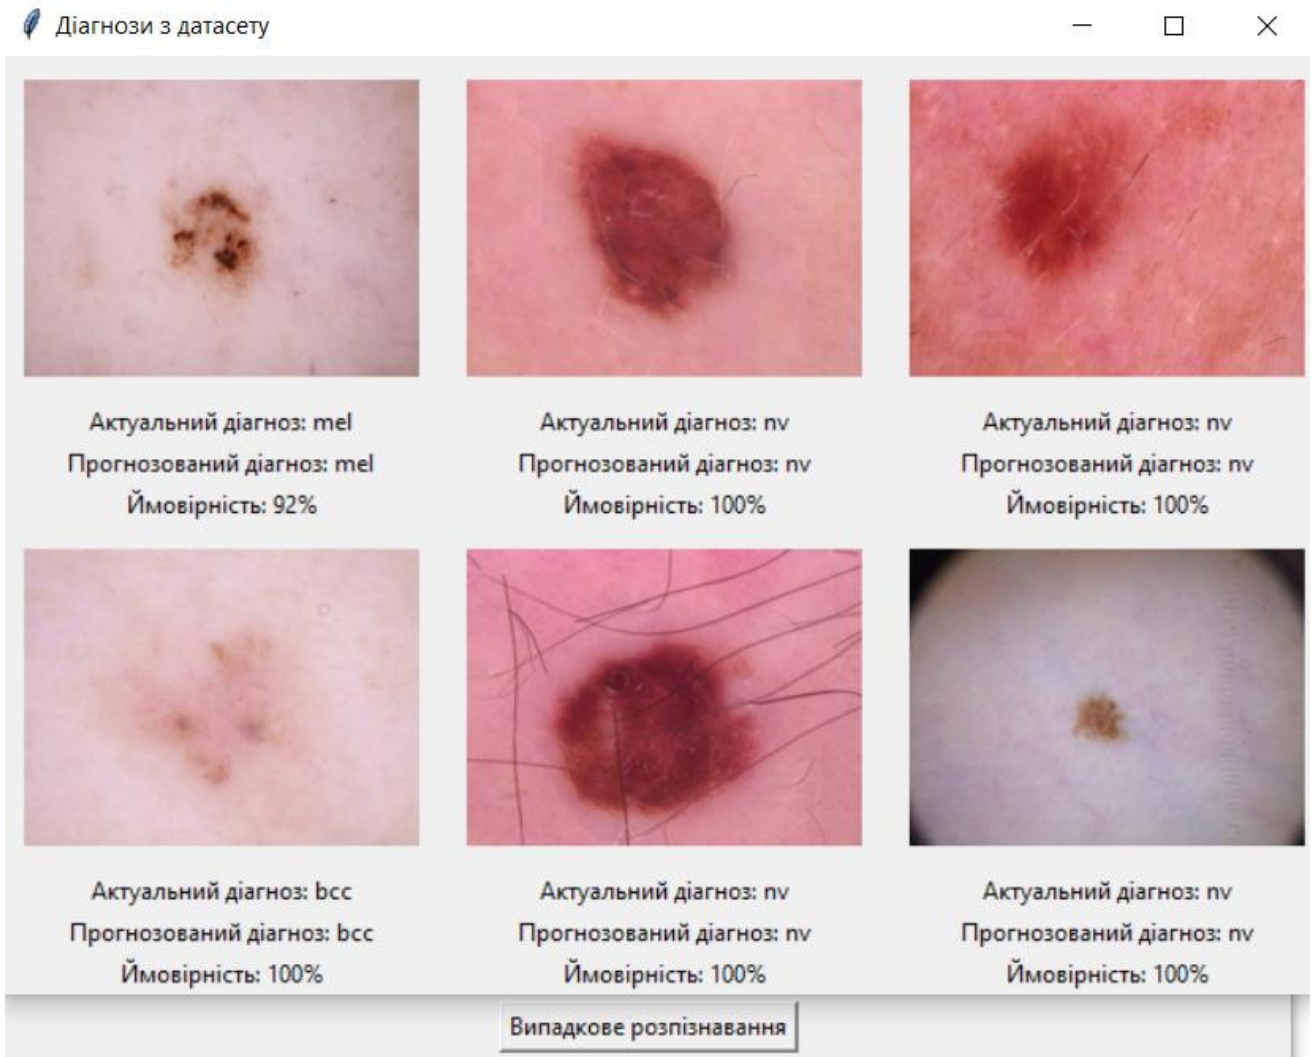 Діагнози з датасету
Актуальний діагноз: mel
Прогнозований діагноз: mel
Ймовірність: 92%
Актуальний діагноз: nv
Прогнозований діагноз: nv
Ймовірність: 100%
Актуальний діагноз: nv
Прогнозований діагноз: nv
Ймовірність: 100%
Актуальний діагноз: bcc
Прогнозований діагноз: bcc
Ймовірність: 100%
Актуальний діагноз: nv
Прогнозований діагноз: nv
Ймовірність: 100%
Актуальний діагноз: nv
Прогнозований діагноз: nv
Ймовірність: 100%
Випадкове розпізнавання